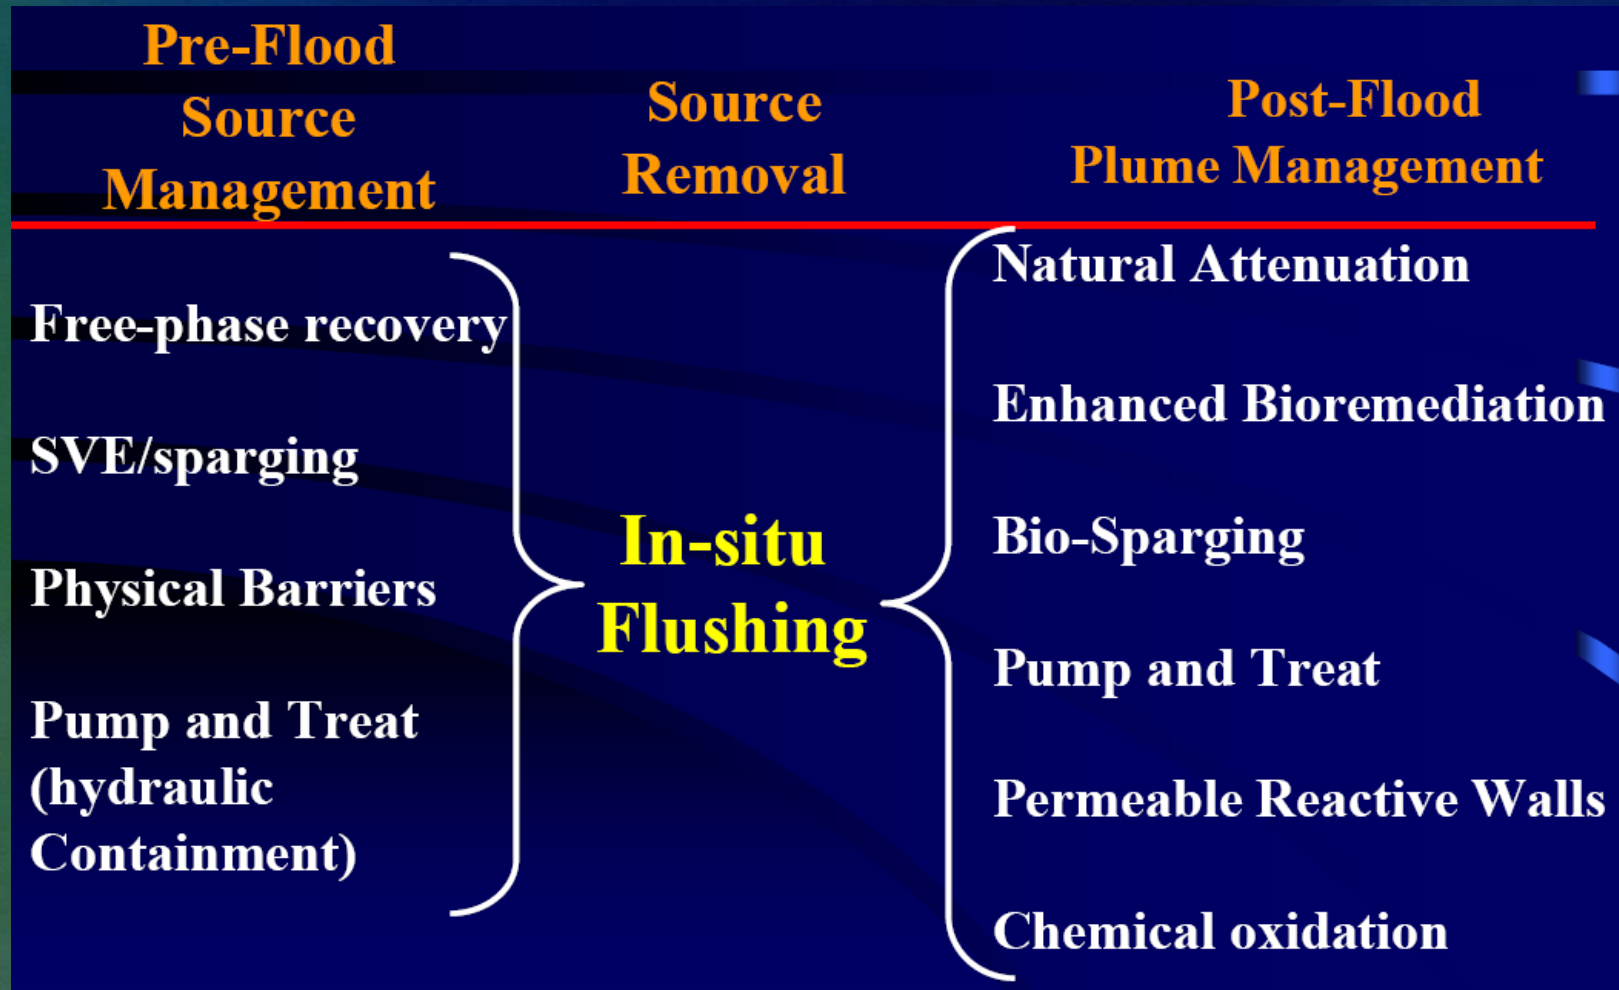 Pre-Flood
Source
Management
Source
Removal
Post-Flood
Plume Management
Free-phase recovery
SVE/sparging
Physical Barriers
Pump and Treat
(hydraulic
Containment)
In-situ
Flushing
Natural Attenuation
Enhanced Bioremediation
Bio-Sparging
Pump and Treat
Permeable Reactive Walls
Chemical oxidation